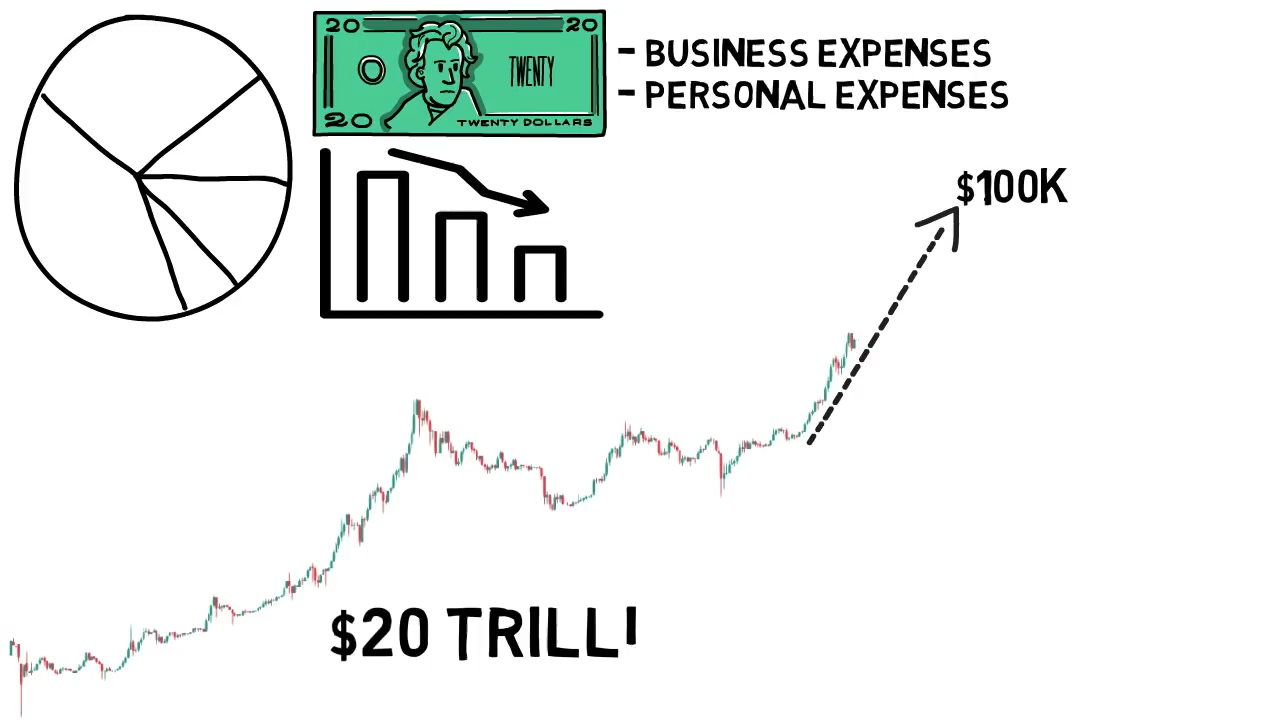 20 20
TWENTY
20 TWENTY DOLLARS
- BUSINESS EXPENSES
- PERSONAL EXPENSES
$100K
$20 TRILLI